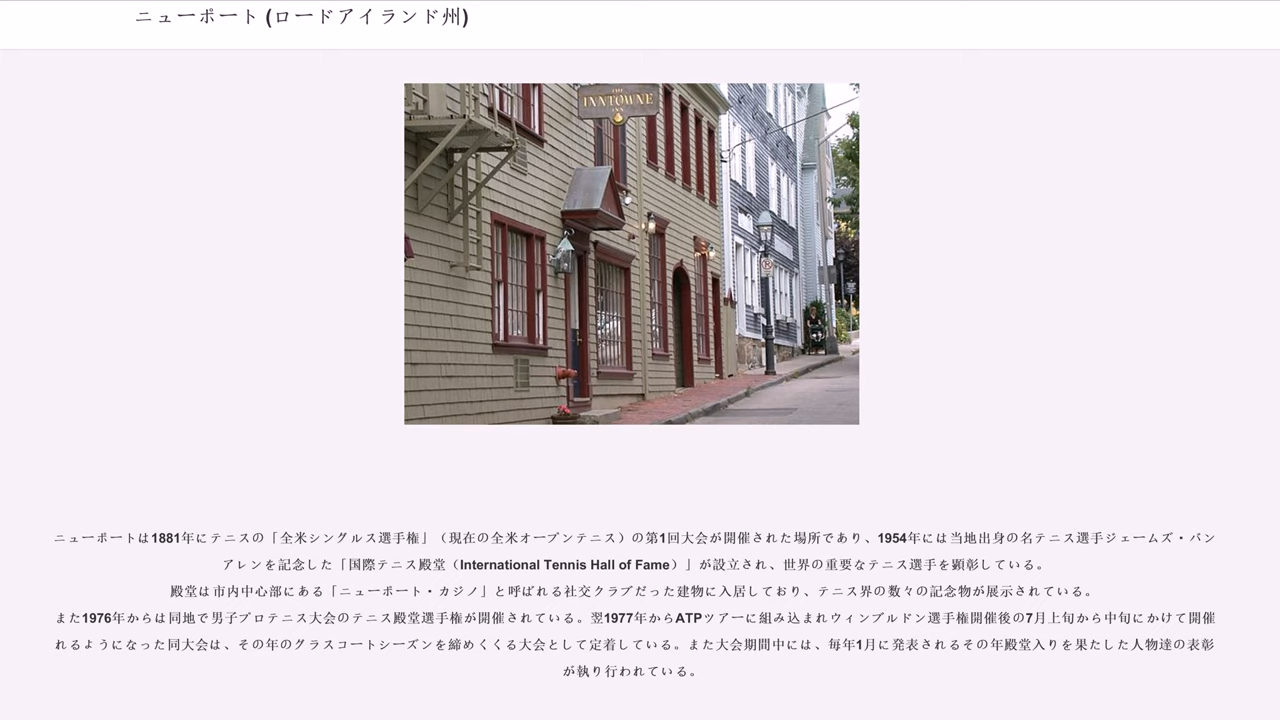 ニューポート (ロードアイランド州)
THE
INNTOWNE
INN
ニューポートは1881年にテニスの「全米シングルス選手権」（現在の全米オープンテニス）の第1回大会が開催された場所であり、1954年には当地出身の名テニス選手ジェームズ・バン
アレンを記念した「国際テニス殿堂（International Tennis Hall of Fame）」が設立され、世界の重要なテニス選手を顕彰している。
殿堂は市内中心部にある「ニューポート・カジノ」と呼ばれる社交クラブだった建物に入居しており、テニス界の数々の記念物が展示されている。
また1976年からは同地で男子プロテニス大会のテニス殿堂選手権が開催されている。翌1977年からATPツアーに組み込まれウィンブルドン選手権開催後の7月上旬から中旬にかけて開催
れるようになった同大会は、その年のグラスコートシーズンを締めくくる大会として定着している。また大会期間中には、毎年1月に発表されるその年殿堂入りを果たした人物達の表彰
が執り行われている。